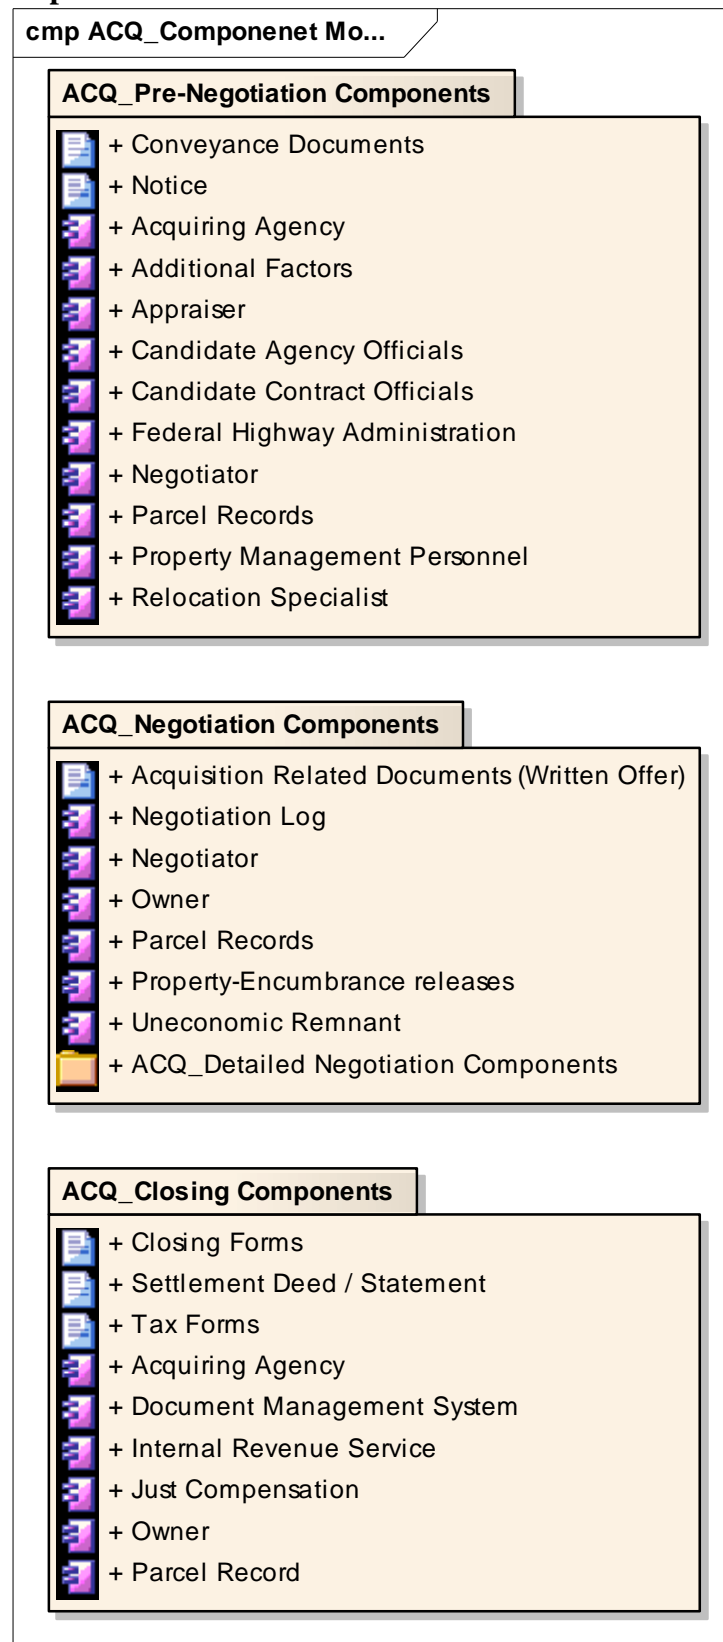 cmp ACQ_Componenet Mo...
ACQ_Pre-Negotiation Components
+ Conveyance Documents
+ Notice
+ Acquiring Agency
+ Additional Factors
+ Appraiser
+ Candidate Agency Officials
+ Candidate Contract Officials
+ Federal Highway Administration
+ Negotiator
+ Parcel Records
+ Property Management Personnel
+ Relocation Specialist
ACQ_Negotiation Components
+ Acquisition Related Documents (Written Offer)
+ Negotiation Log
+ Negotiator
+ Owner
+ Parcel Records
+ Property-Encumbrance releases
+ Uneconomic Remnant
+ ACQ_Detailed Negotiation Components
ACQ_Closing Components
+ Closing Forms
+ Settlement Deed / Statement
+ Tax Forms
+ Acquiring Agency
+ Document Management System
+ Internal Revenue Service
+ Just Compensation
+ Owner
+ Parcel Record